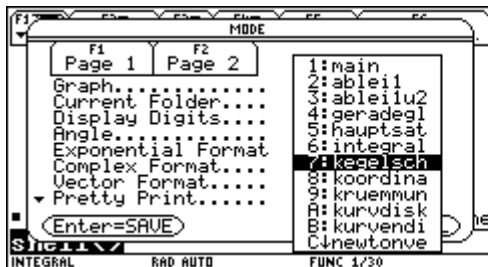 MODE
F1 F2
Page 1 Page 2
Graph..............
Current Folder....
Display Digits....
Angle..............
Exponential Format
Complex Format....
Vector Format.....
Pretty Print......
1:main
2:ablei1
3:ablei1u2
4:geradegl
5:hauptsat
6:integral
7:kegelsch
8:koordina
9:kruemmun
A:kurvdisk
B:kurvendi
C↓newtonve
Enter=SAVE
INTEGRAL RAD AUTO FUNC 1/30